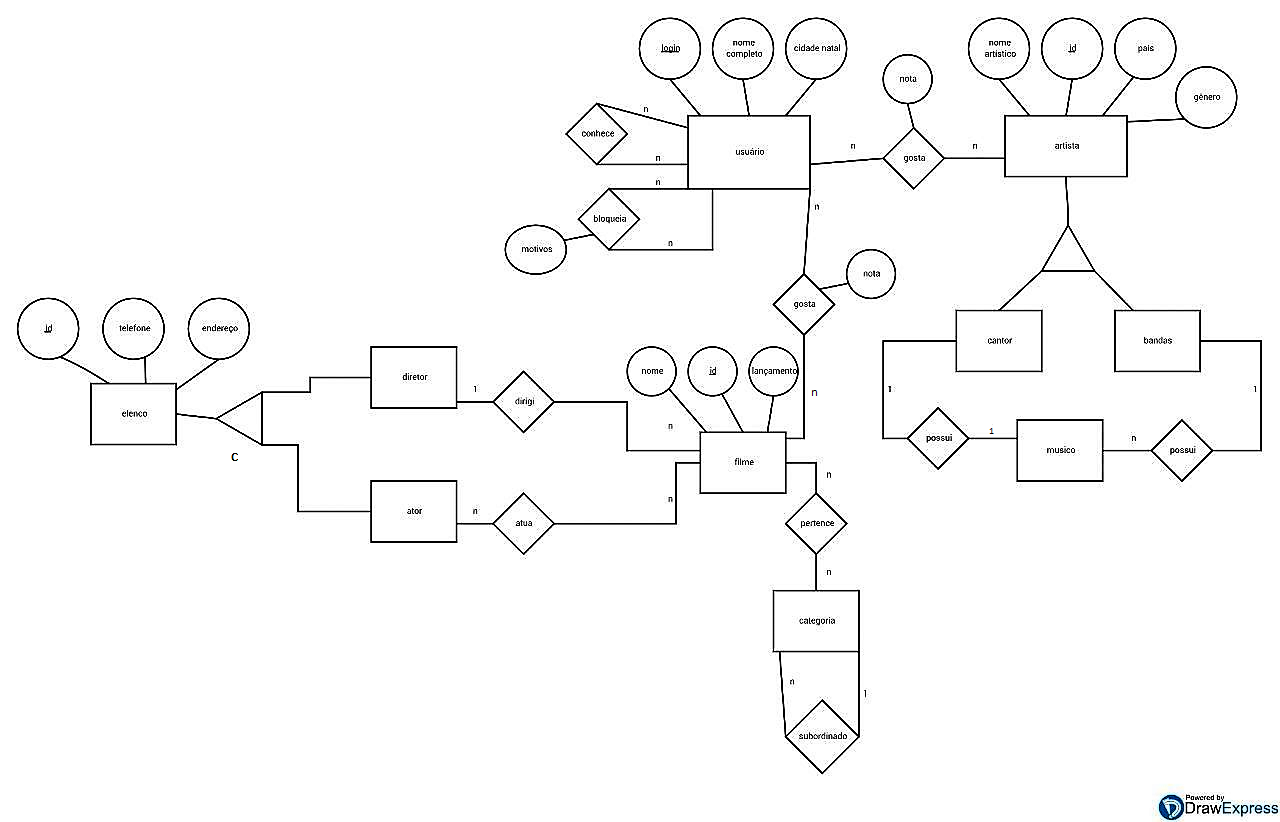 login
nome
completo
cidade natal
nome
artístico
id
país
gênero
nota
n
conhece
n
usuário
n
gosta
n
artista
n
bloqueia
n
motivos
n
nota
gosta
id
telefone
endereço
elenco
C
diretor
1
dirigi
n
nome
id
lançamento
n
filme
ator
n
atua
n
n
pertence
n
categoria
n
1
subordinado
cantor
bandas
1
possui
1
musico
n
possui
1
Powered by
DrawExpress